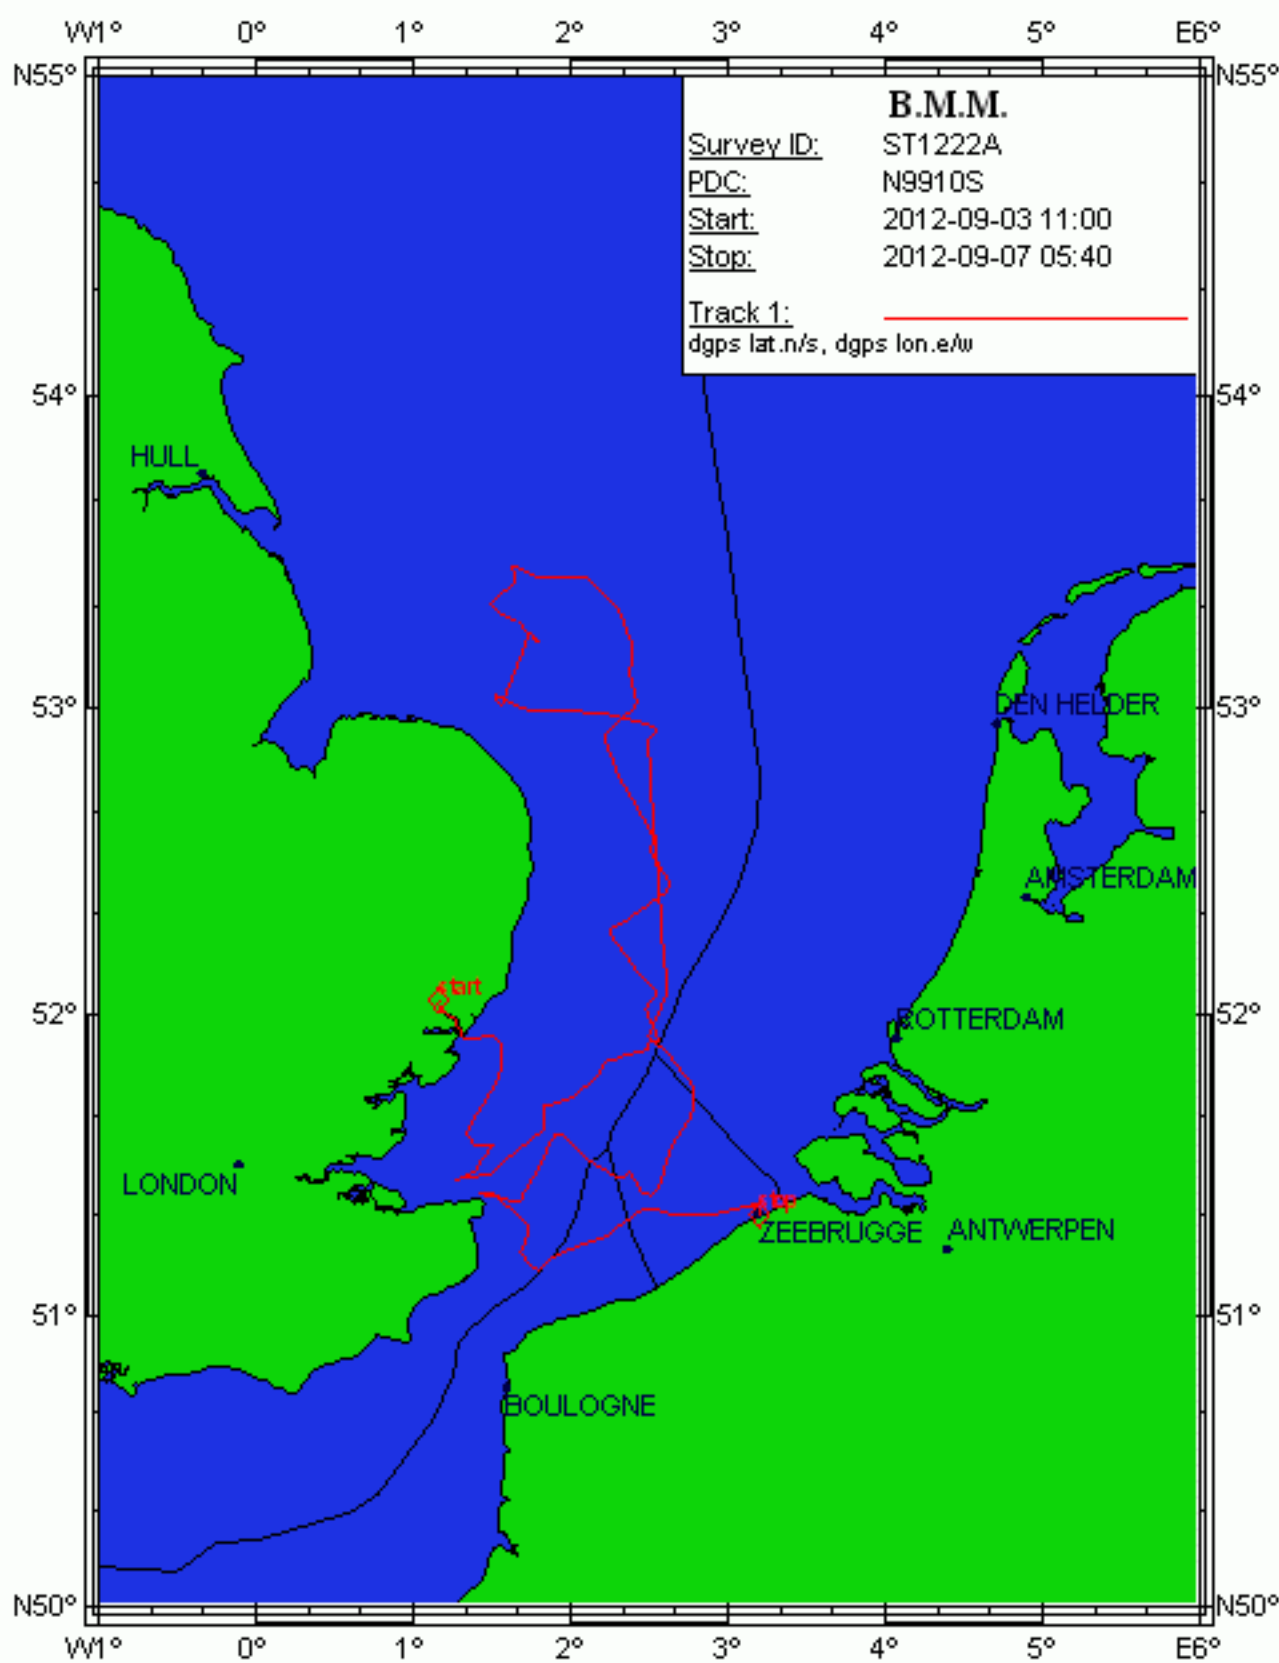 W1° 0° 1° 2° 3° 4° 5° E6°
N55° N55°
B.M.M.
Survey ID: ST1222A
PDC: N9910S
Start: 2012-09-03 11:00
Stop: 2012-09-07 05:40
Track 1:
dgps lat.n/s, dgps lon.e/w
54° 54°
HULL
53° 53°
DEN HELDER
AMSTERDAM
start
52° 52°
ROTTERDAM
LONDON
stop
ZEEBRUGGE ANTWERPEN
51° 51°
BOULOGNE
N50° N50°
W1° 0° 1° 2° 3° 4° 5° E6°